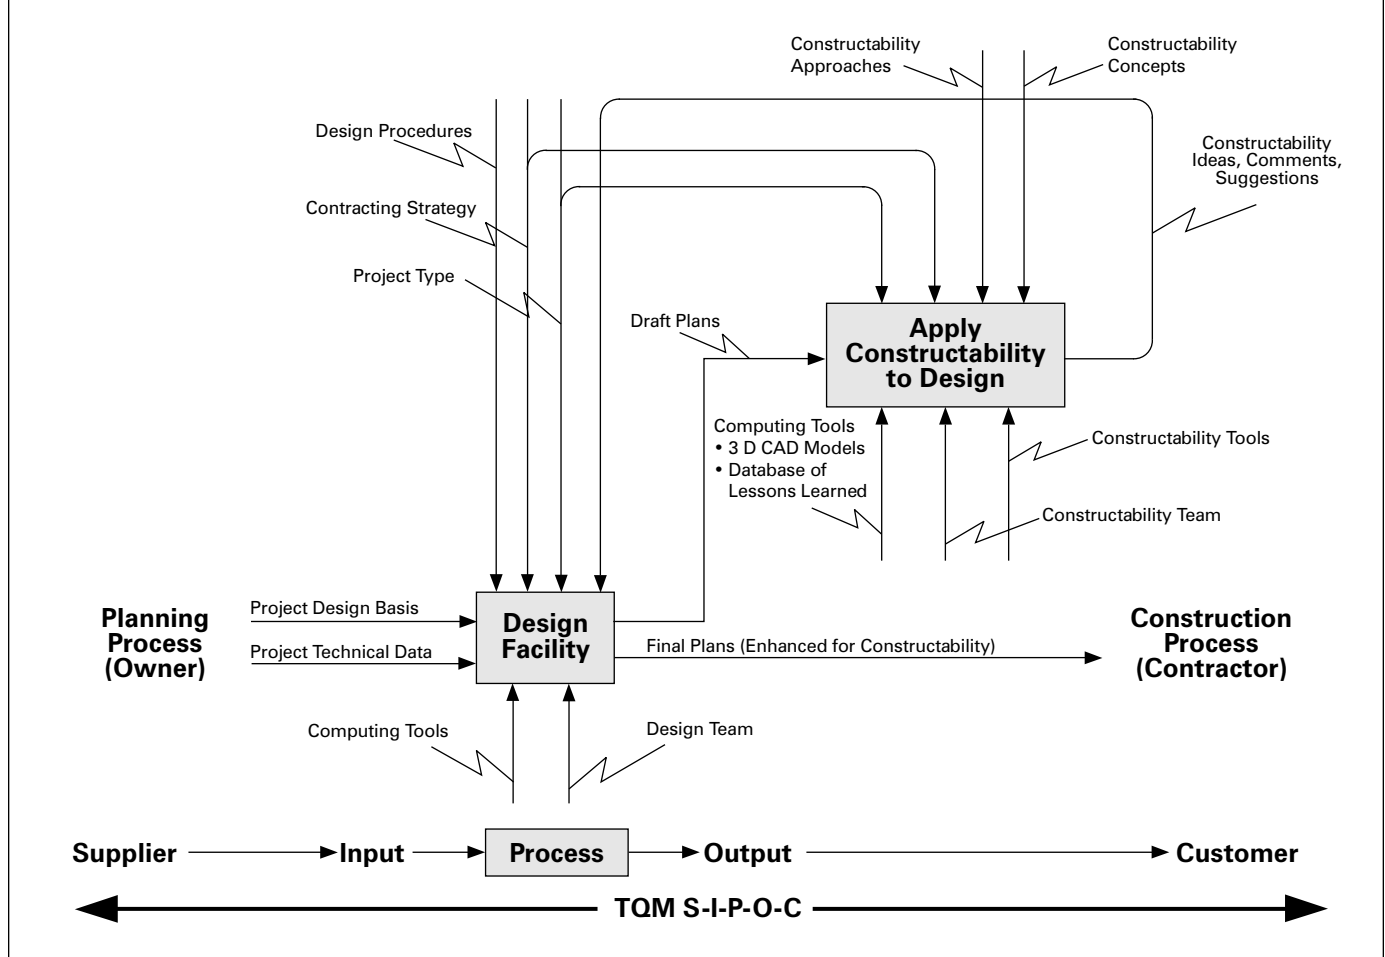 Constructability
Approaches
Constructability
Concepts
Design Procedures
Constructability
Ideas, Comments,
Suggestions
Contracting Strategy
Project Type
Draft Plans
Apply
Constructability
to Design
Computing Tools
• 3 D CAD Models
• Database of
Lessons Learned
Constructability Tools
Constructability Team
Planning
Process
(Owner)
Project Design Basis
Project Technical Data
Design
Facility
Final Plans (Enhanced for Constructability)
Construction
Process
(Contractor)
Computing Tools
Design Team
Supplier
Input
Process
Output
Customer
TQM S-I-P-O-C